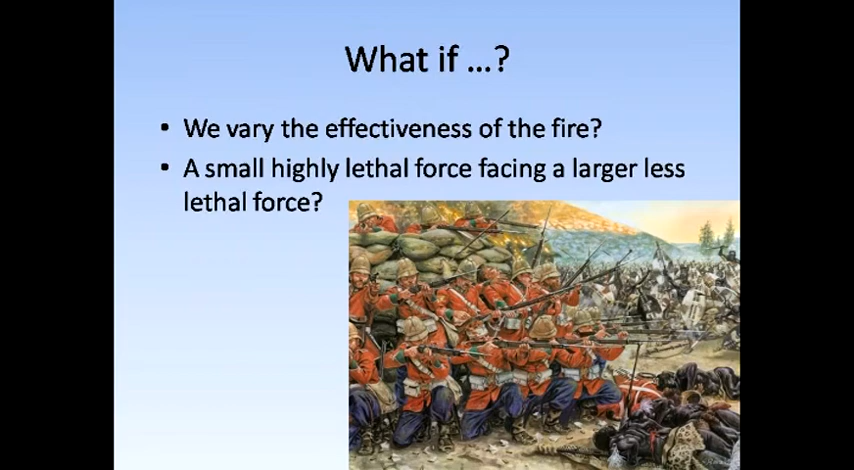 What if ...?
• We vary the effectiveness of the fire?
• A small highly lethal force facing a larger less
lethal force?